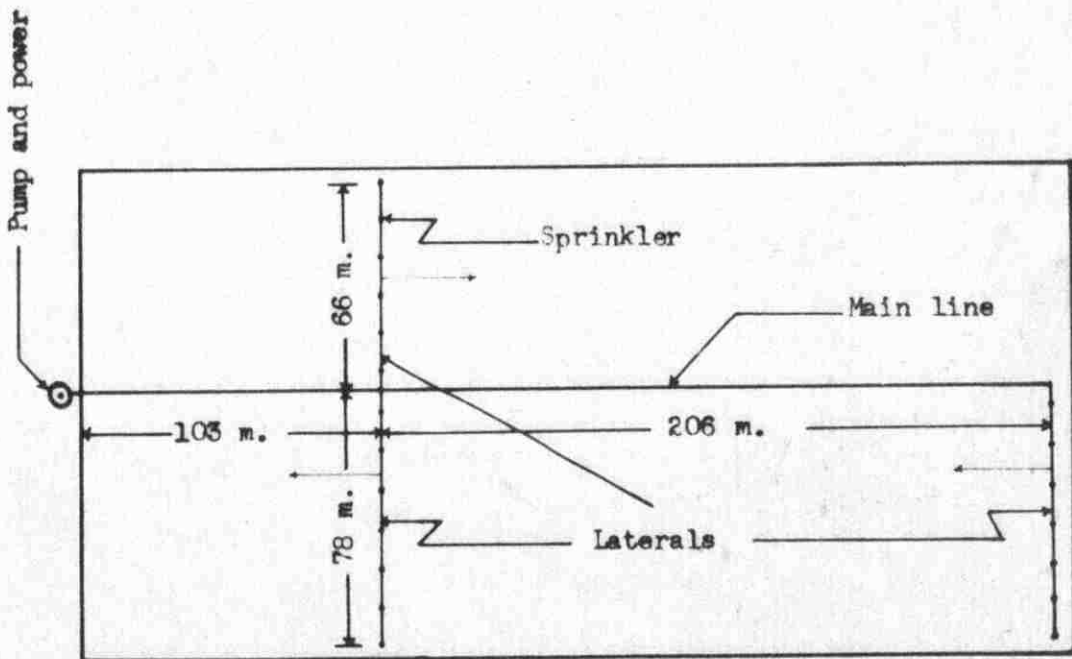 Pump and power
66 m.
Sprinkler
Main line
103 m.
206 m.
78 m.
Laterals